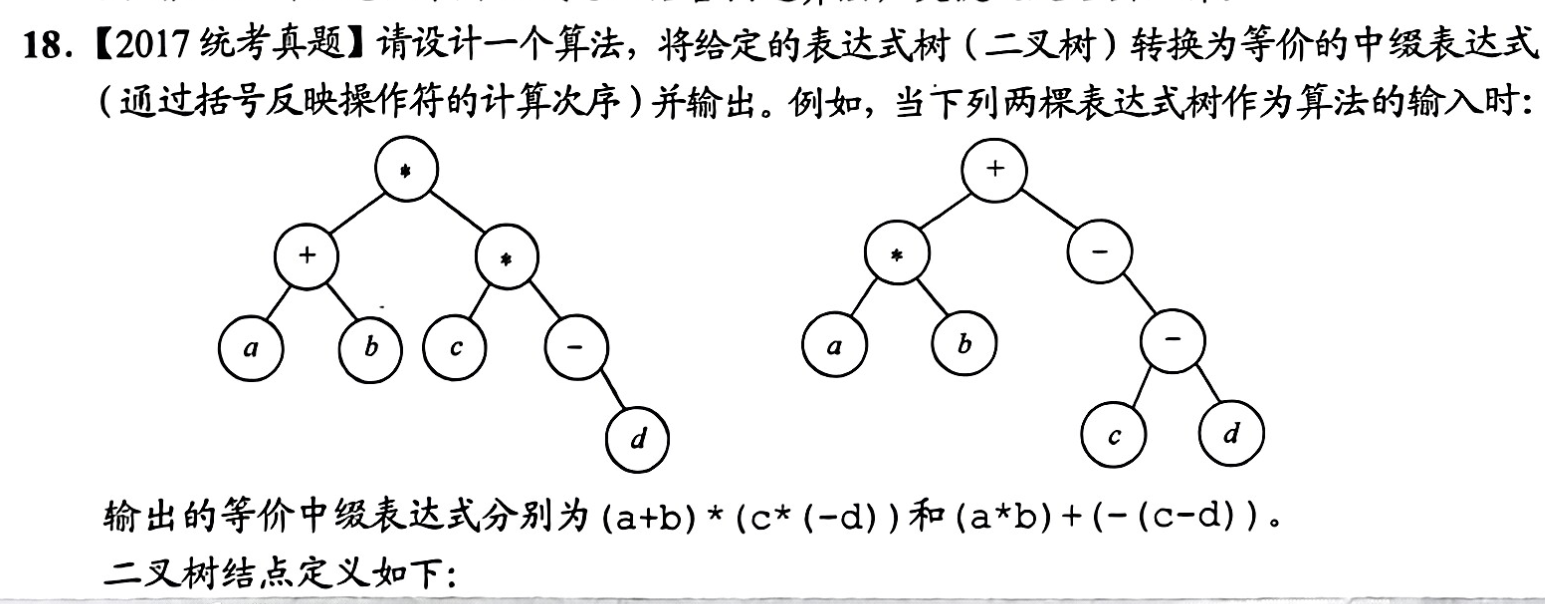 18.【2017统考真题】请设计一个算法，将给定的表达式树（二叉树）转换为等价的中缀表达式
（通过括号反映操作符的计算次序）并输出。例如，当下列两棵表达式树作为算法的输入时：
* +
+ * * -
a b c - a b -
d c d
输出的等价中缀表达式分别为(a+b)*(c*(-d))和(a*b)+(-(c-d))。
二叉树结点定义如下：